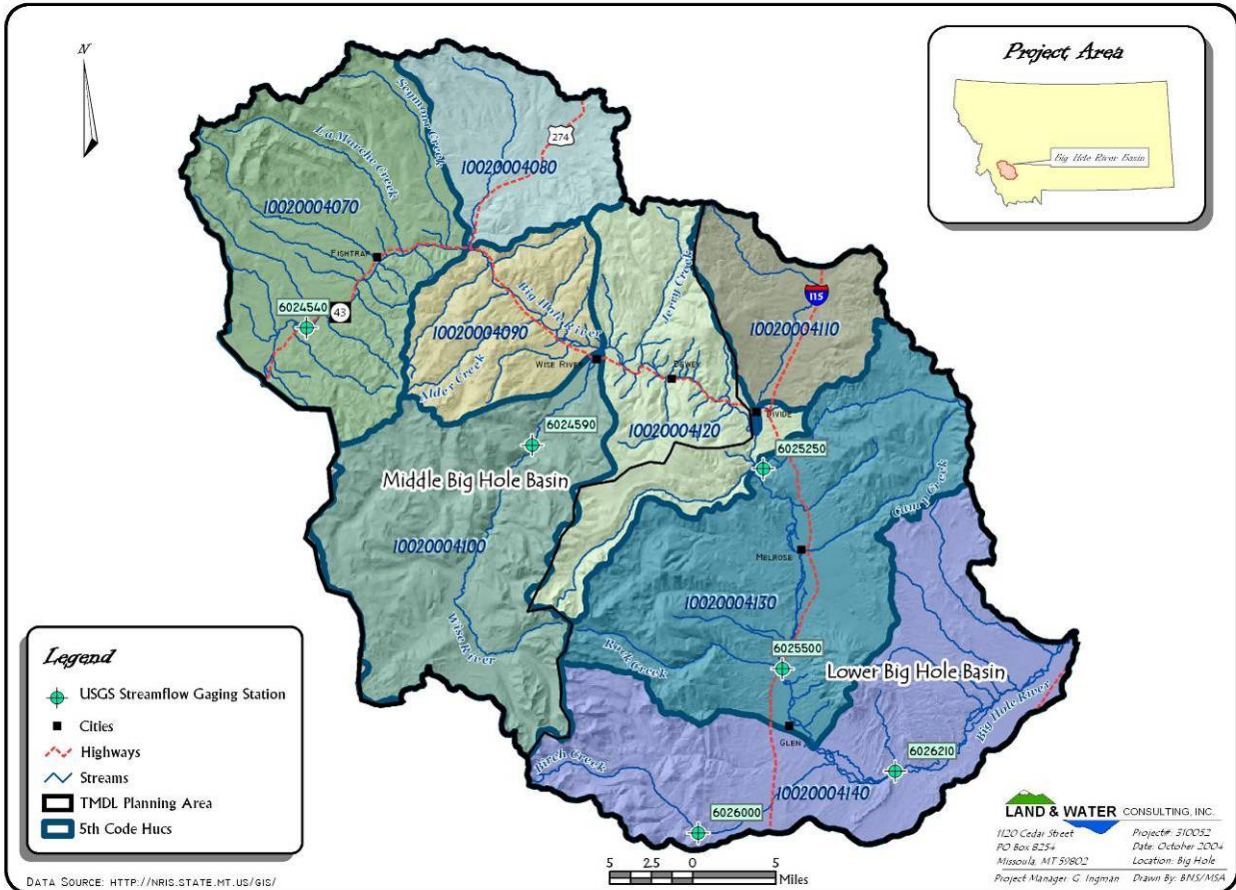 N
Project Area
Big Hole River Basin
Seymour Creek
La Marche Creek
274
10020004080
10020004070
FISHTRAP
6024540
43
Big Hole River
Jerry Creek
115
10020004110
10020004090
WISE RIVER
DEWEY
Alder Creek
DIVIDE
10020004120
6024590
6025250
Middle Big Hole Basin
Camp Creek
10020004100
MELROSE
10020004130
Wise River
6025500
Lower Big Hole Basin
Big Hole River
GLEN
6026210
Birch Creek
10020004140
6026000
Legend
USGS Streamflow Gaging Station
Cities
Highways
Streams
TMDL Planning Area
5th Code Hucs
5 2.5 0 5
Miles
LAND & WATER CONSULTING, INC.
1120 Cedar Street Project#: 310052
PO Box 8254 Date: October 2004
Missoula, MT 59802 Location: Big Hole
Project Manager: G. Ingman Drawn By: BNS/MSA
DATA SOURCE: HTTP://NRIS.STATE.MT.US/GIS/